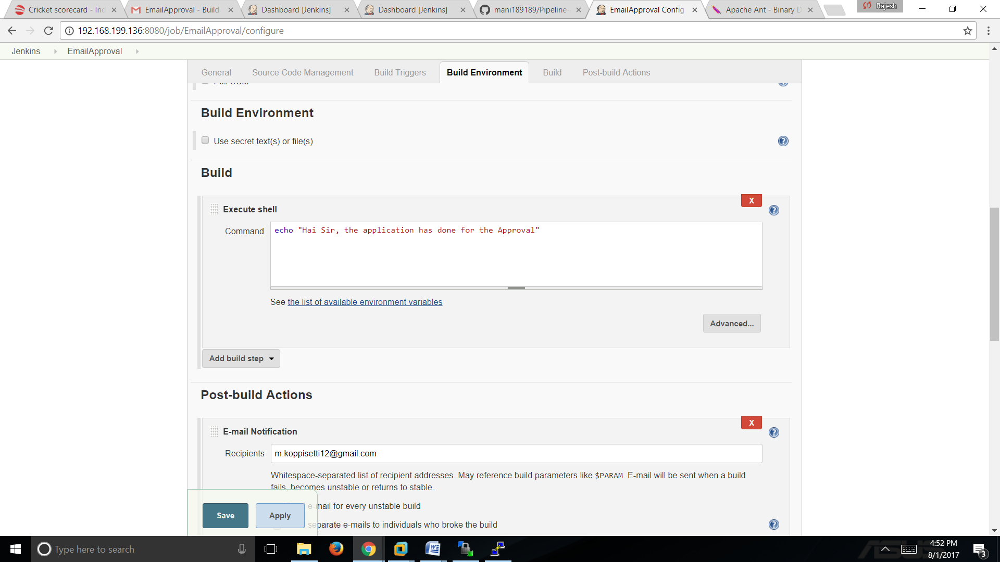 Cricket scorecard - Ind
EmailApproval - Build
Dashboard [Jenkins]
Dashboard [Jenkins]
mani189189/Pipeline-
EmailApproval Config
Apache Ant - Binary D
Rajesh
192.168.199.136:8080/job/EmailApproval/configure
Jenkins
EmailApproval
General
Source Code Management
Build Triggers
Build Environment
Build
Post-build Actions
Build Environment
Use secret text(s) or file(s)
Build
X
Execute shell
Command
echo "Hai Sir, the application has done for the Approval"
See the list of available environment variables
Advanced...
Add build step
Post-build Actions
X
E-mail Notification
Recipients
m.koppisetti12@gmail.com
Whitespace-separated list of recipient addresses. May reference build parameters like $PARAM. E-mail will be sent when a build
fails, becomes unstable or returns to stable.
e-mail for every unstable build
separate e-mails to individuals who broke the build
Save
Apply
Type here to search
4:52 PM
8/1/2017
3